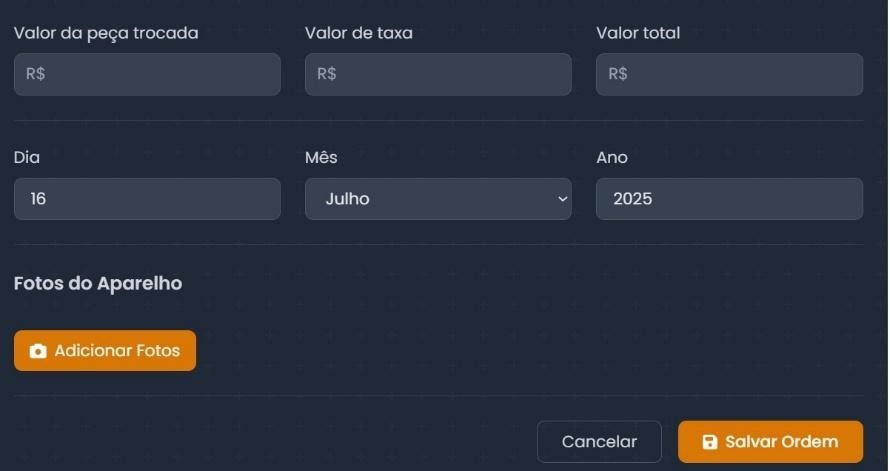 Valor da peça trocada Valor de taxa Valor total
R$ R$ R$
Dia Mês Ano
16 Julho 2025
Fotos do Aparelho
Adicionar Fotos
Cancelar Salvar Ordem